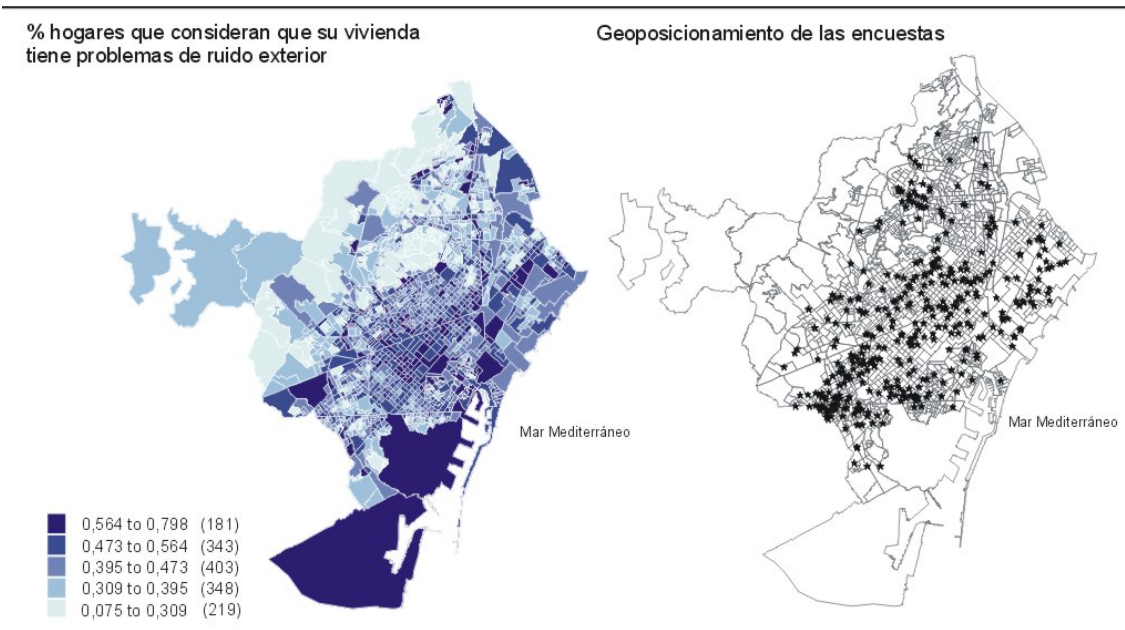 % hogares que consideran que su vivienda
tiene problemas de ruido exterior
Geoposicionamiento de las encuestas
Mar Mediterráneo
Mar Mediterráneo
0,564 to 0,798 (181)
0,473 to 0,564 (343)
0,395 to 0,473 (403)
0,309 to 0,395 (348)
0,075 to 0,309 (219)